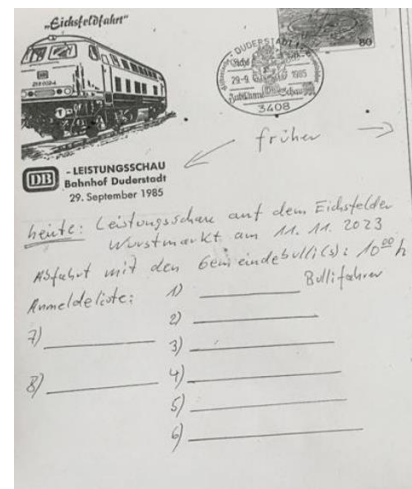 „Eichsfeldfahrt"
DB
- LEISTUNGSSCHAU
Bahnhof Duderstadt
29. September 1985
80
DUDERSTADT
29-9
1985
3408
früher
heute: Leistungsschau auf dem Eichsfelder
Wurstmarkt am 11. 11. 2023
Abfahrt mit den Gemeindebulli(s): 10⁰⁰ h
Anmeldeliste:
1) Bullifahrer
2)
3)
4)
5)
6)
7)
8)